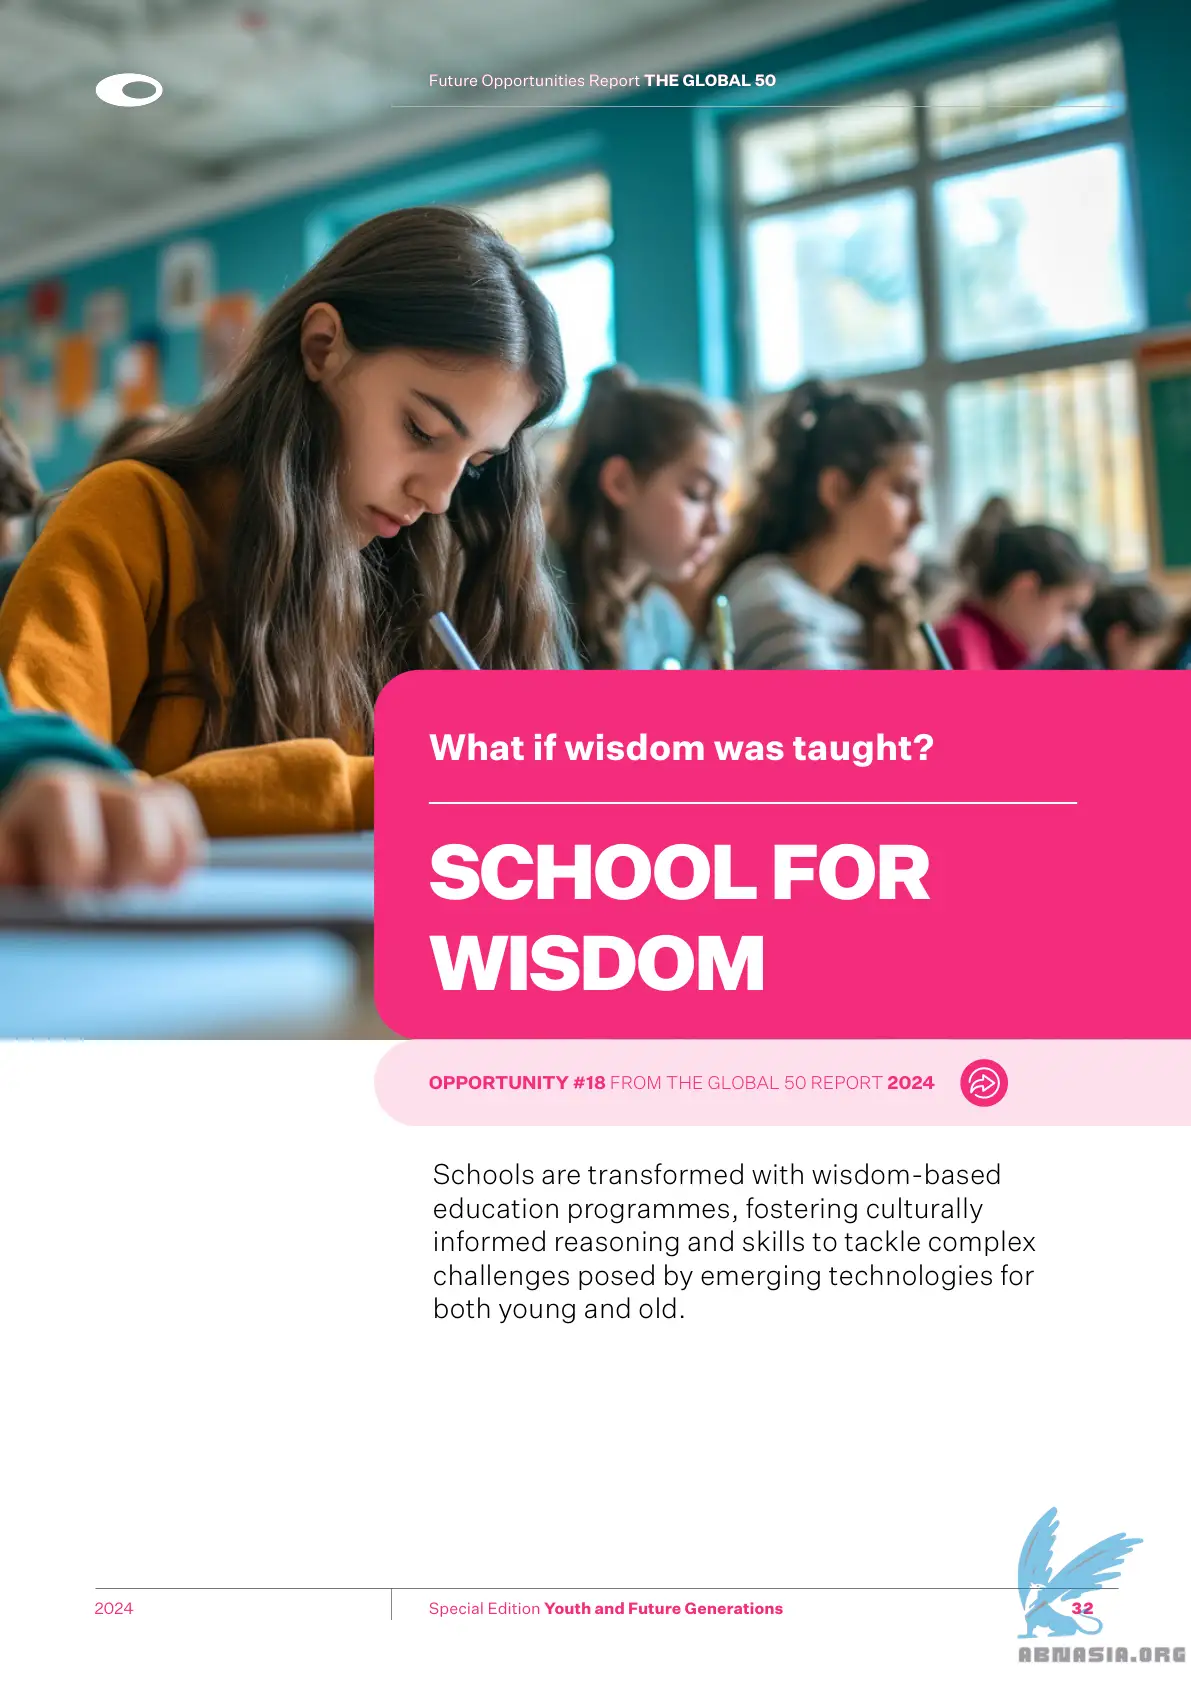 Future Opportunities Report THE GLOBAL 50
What if wisdom was taught?
SCHOOL FOR
WISDOM
OPPORTUNITY #18 FROM THE GLOBAL 50 REPORT 2024
Schools are transformed with wisdom-based
education programmes, fostering culturally
informed reasoning and skills to tackle complex
challenges posed by emerging technologies for
both young and old.
2024
Special Edition Youth and Future Generations
32
ABNASIA.ORG